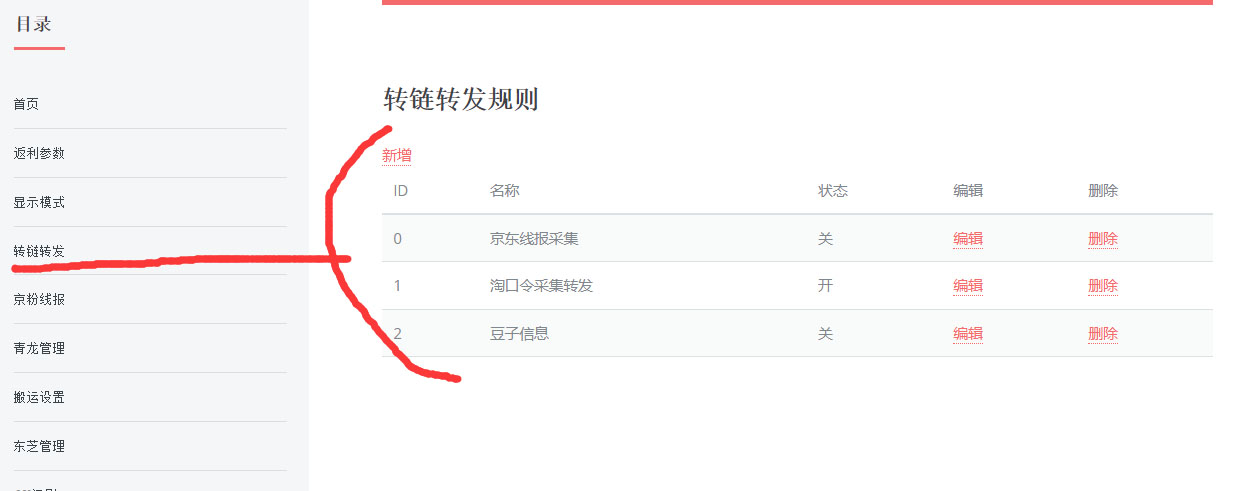 目录
首页
返利参数
显示模式
转链转发
京粉线报
青龙管理
搬运设置
东芝管理
转链转发规则
新增
ID 名称 状态 编辑 删除
0 京东线报采集 关 编辑 删除
1 淘口令采集转发 开 编辑 删除
2 豆子信息 关 编辑 删除